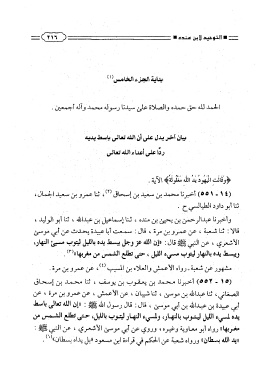 التوحيد لابن منده
٢١٦
بداية الجزء الخامس (١)
الحمد لله حق حمده والصلاة على سيدنا رسوله محمد وآله أجمعين .
بيان آخر يدل على أن الله تعالى باسط يديه
ردًا على أعداء الله تعالى
﴿وَقَالَتِ الْيَهُودُ يَدُ اللَّهِ مَغْلُولَةٌ﴾ الآية .
(١٤-٥٥١) أخبرنا محمد بن سعيد بن إسحاق (٢)، ثنا عمرو بن سعيد الجمال،
ثنا أبو داود الطيالسي ح .
وأخبرنا عبدالرحمن بن يحيى بن منده ، ثنا إسماعيل بن عبدالله ، ثنا أبو الوليد ،
قالا : ثنا شعبة ، عن عمرو بن مرة ، قال : سمعت أبا عبيدة يحدث عن أبي موسى
الأشعري ، عن النبي ﷺ قال : «إن الله عز وجل يبسط يده بالليل ليتوب مسيء النهار،
ويبسط يده بالنهار ليتوب مسيء الليل ، حتى تطلع الشمس من مغربها» (٣)
مشهور عن شعبة . رواه الأعمش والعلاء بن المسيب (٤)، عن عمرو بن مرة.
(١٥-٥٥٢) أخبرنا محمد بن يعقوب بن يوسف ، ثنا محمد بن إسحاق
الصغاني ، ثنا عبدالله بن موسى ، ثنا شيبان ، عن الأعمش ، عن عمرو بن مرة ، عن
أبي عبيدة ، عن أبي موسى ، قال : قال رسول الله ﷺ : «إن الله تعالى باسط
يده لمسيء الليل ليتوب بالنهار، ولمسيء النهار ليتوب بالليل، حتى تطلع الشمس من
مغربها» رواه أبو معاوية وغيره، وروي عن أبي موسى الأشعري ، عن النبي ﷺ :
«يد الله بسطان» ورواه شعبة عن الحكم في قراءة ابن مسعود «بل يداه بسطان» (١).